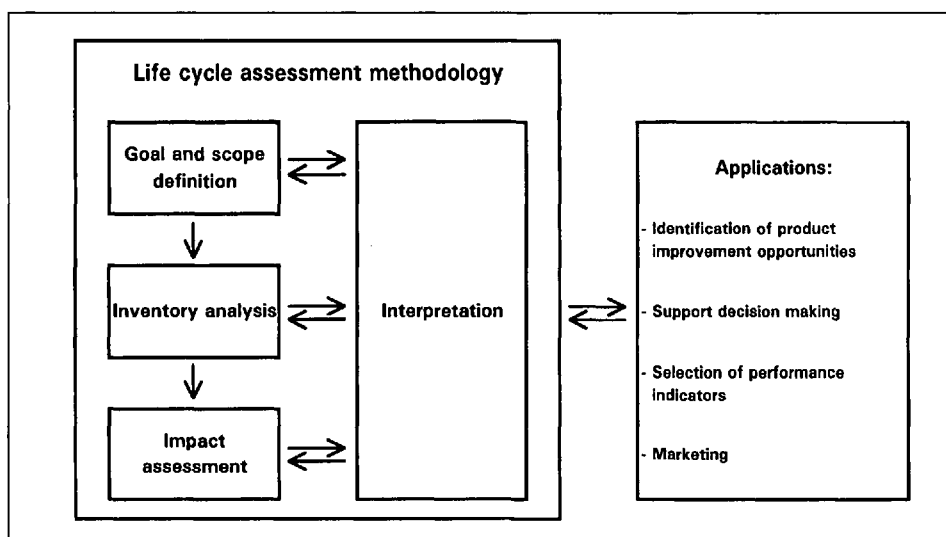 Life cycle assessment methodology
Goal and scope
definition
Inventory analysis
Impact
assessment
Interpretation
Applications:
- Identification of product
improvement opportunities
- Support decision making
- Selection of performance
indicators
- Marketing